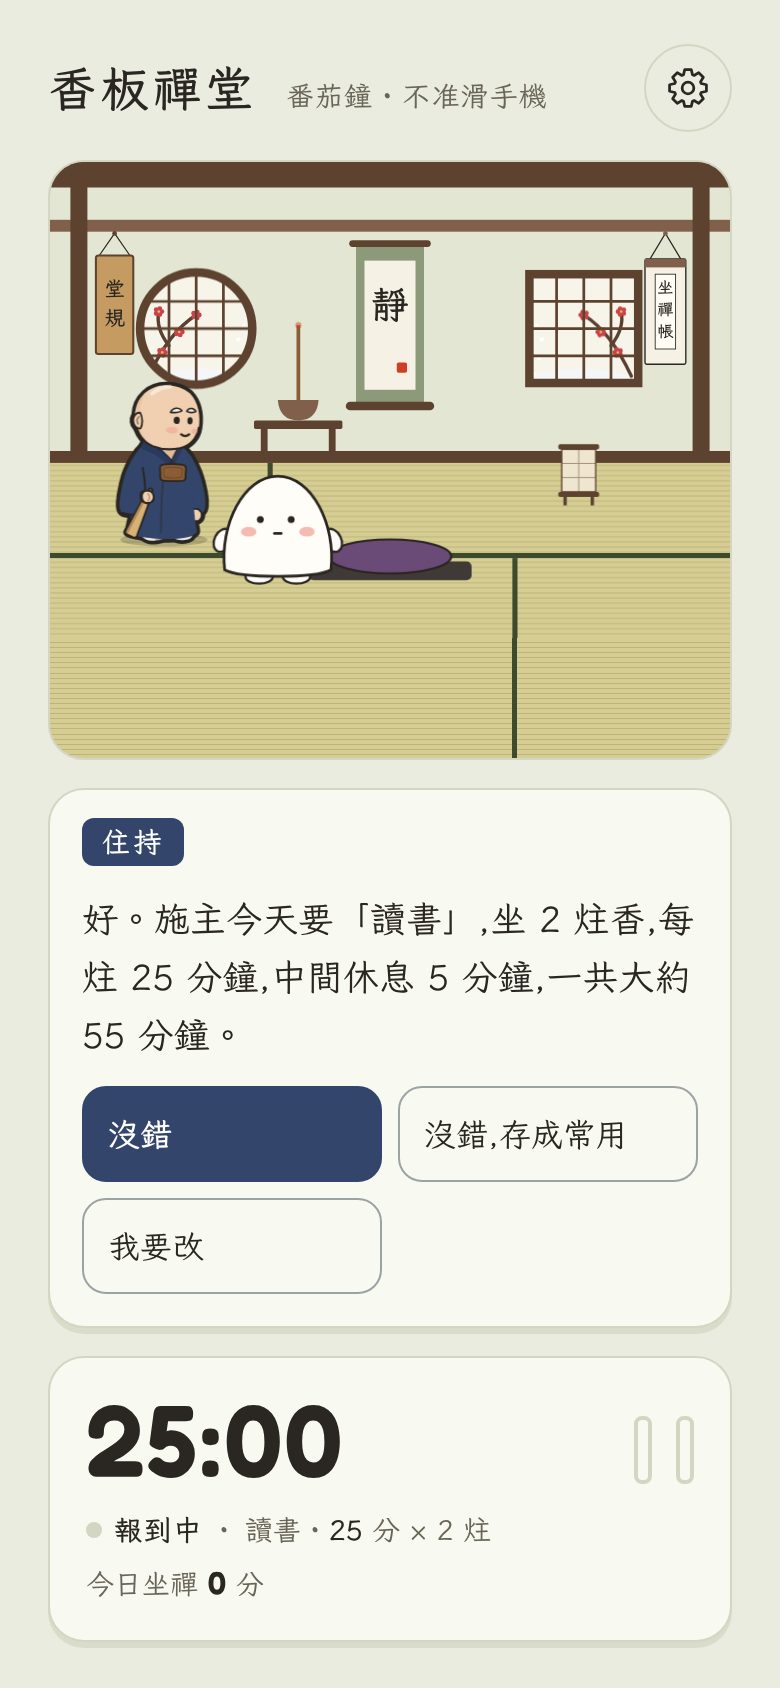 香板禪堂 番茄鐘・不准滑手機
堂規
靜
坐禪帳
住持
好。施主今天要「讀書」,坐 2 炷香,每
炷 25 分鐘,中間休息 5 分鐘,一共大約
55 分鐘。
沒錯
沒錯,存成常用
我要改
25:00
報到中 · 讀書・25 分 × 2 炷
今日坐禪 0 分